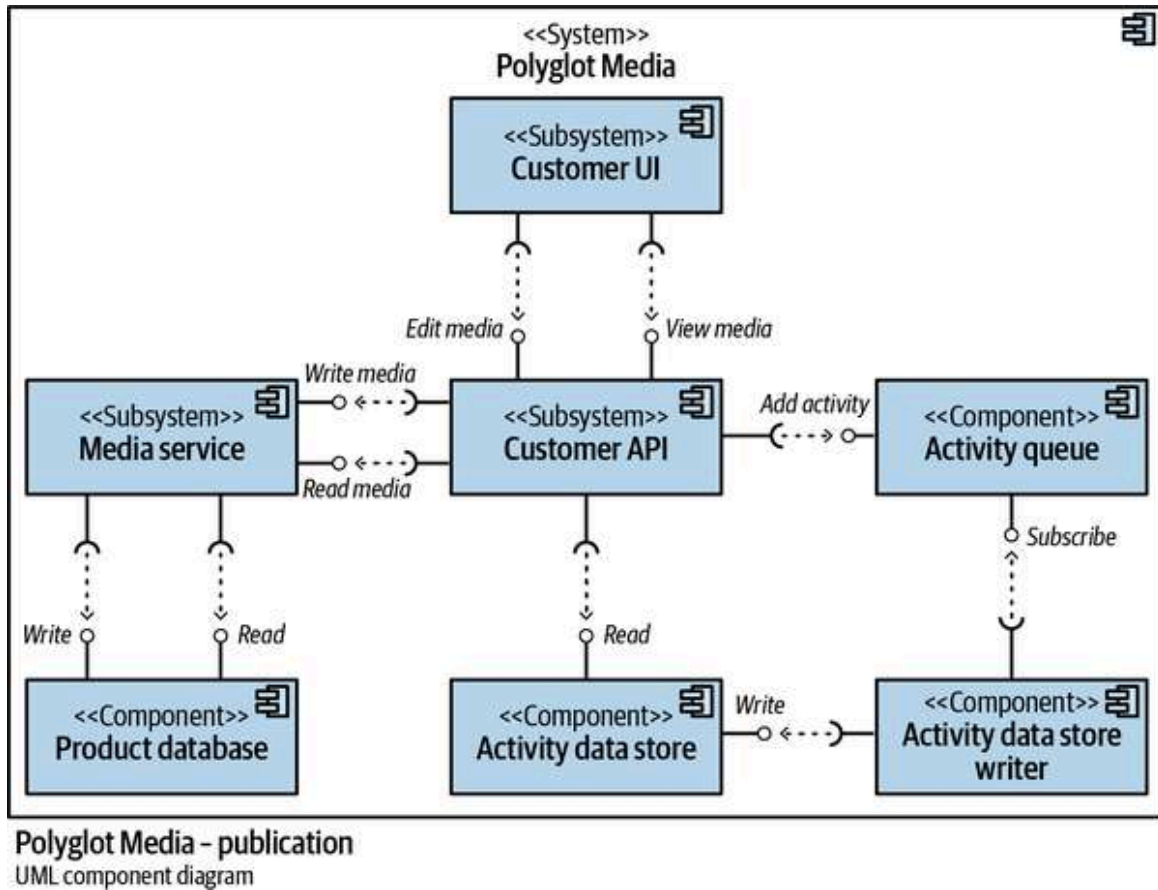 <<System>>
Polyglot Media
<<Subsystem>>
Customer UI
Edit media
View media
Write media
Read media
<<Subsystem>>
Media service
<<Subsystem>>
Customer API
Add activity
<<Component>>
Activity queue
Subscribe
Write
Read
Read
<<Component>>
Product database
<<Component>>
Activity data store
Write
<<Component>>
Activity data store
writer
Polyglot Media – publication
UML component diagram